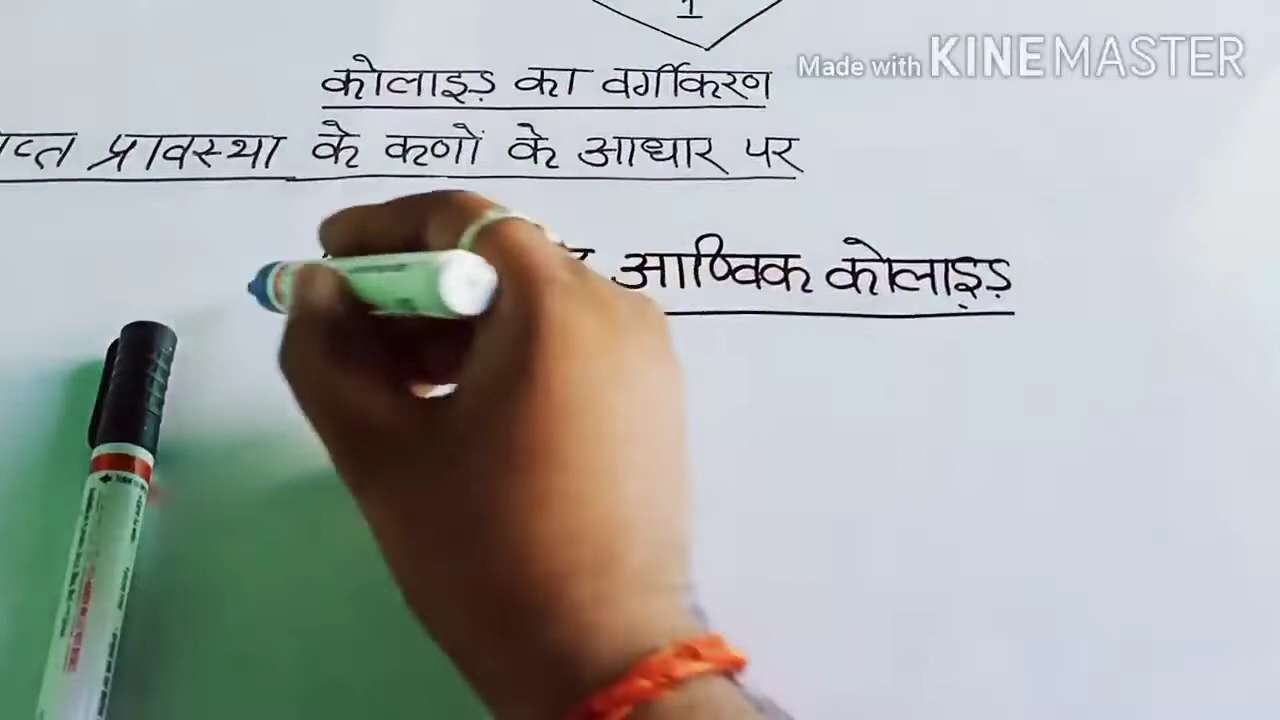 1
Made with KINEMASTER
कोलाइड़ का वर्गीकरण
प्रावस्था के कणों के आधार पर
आण्विक कोलाइड़